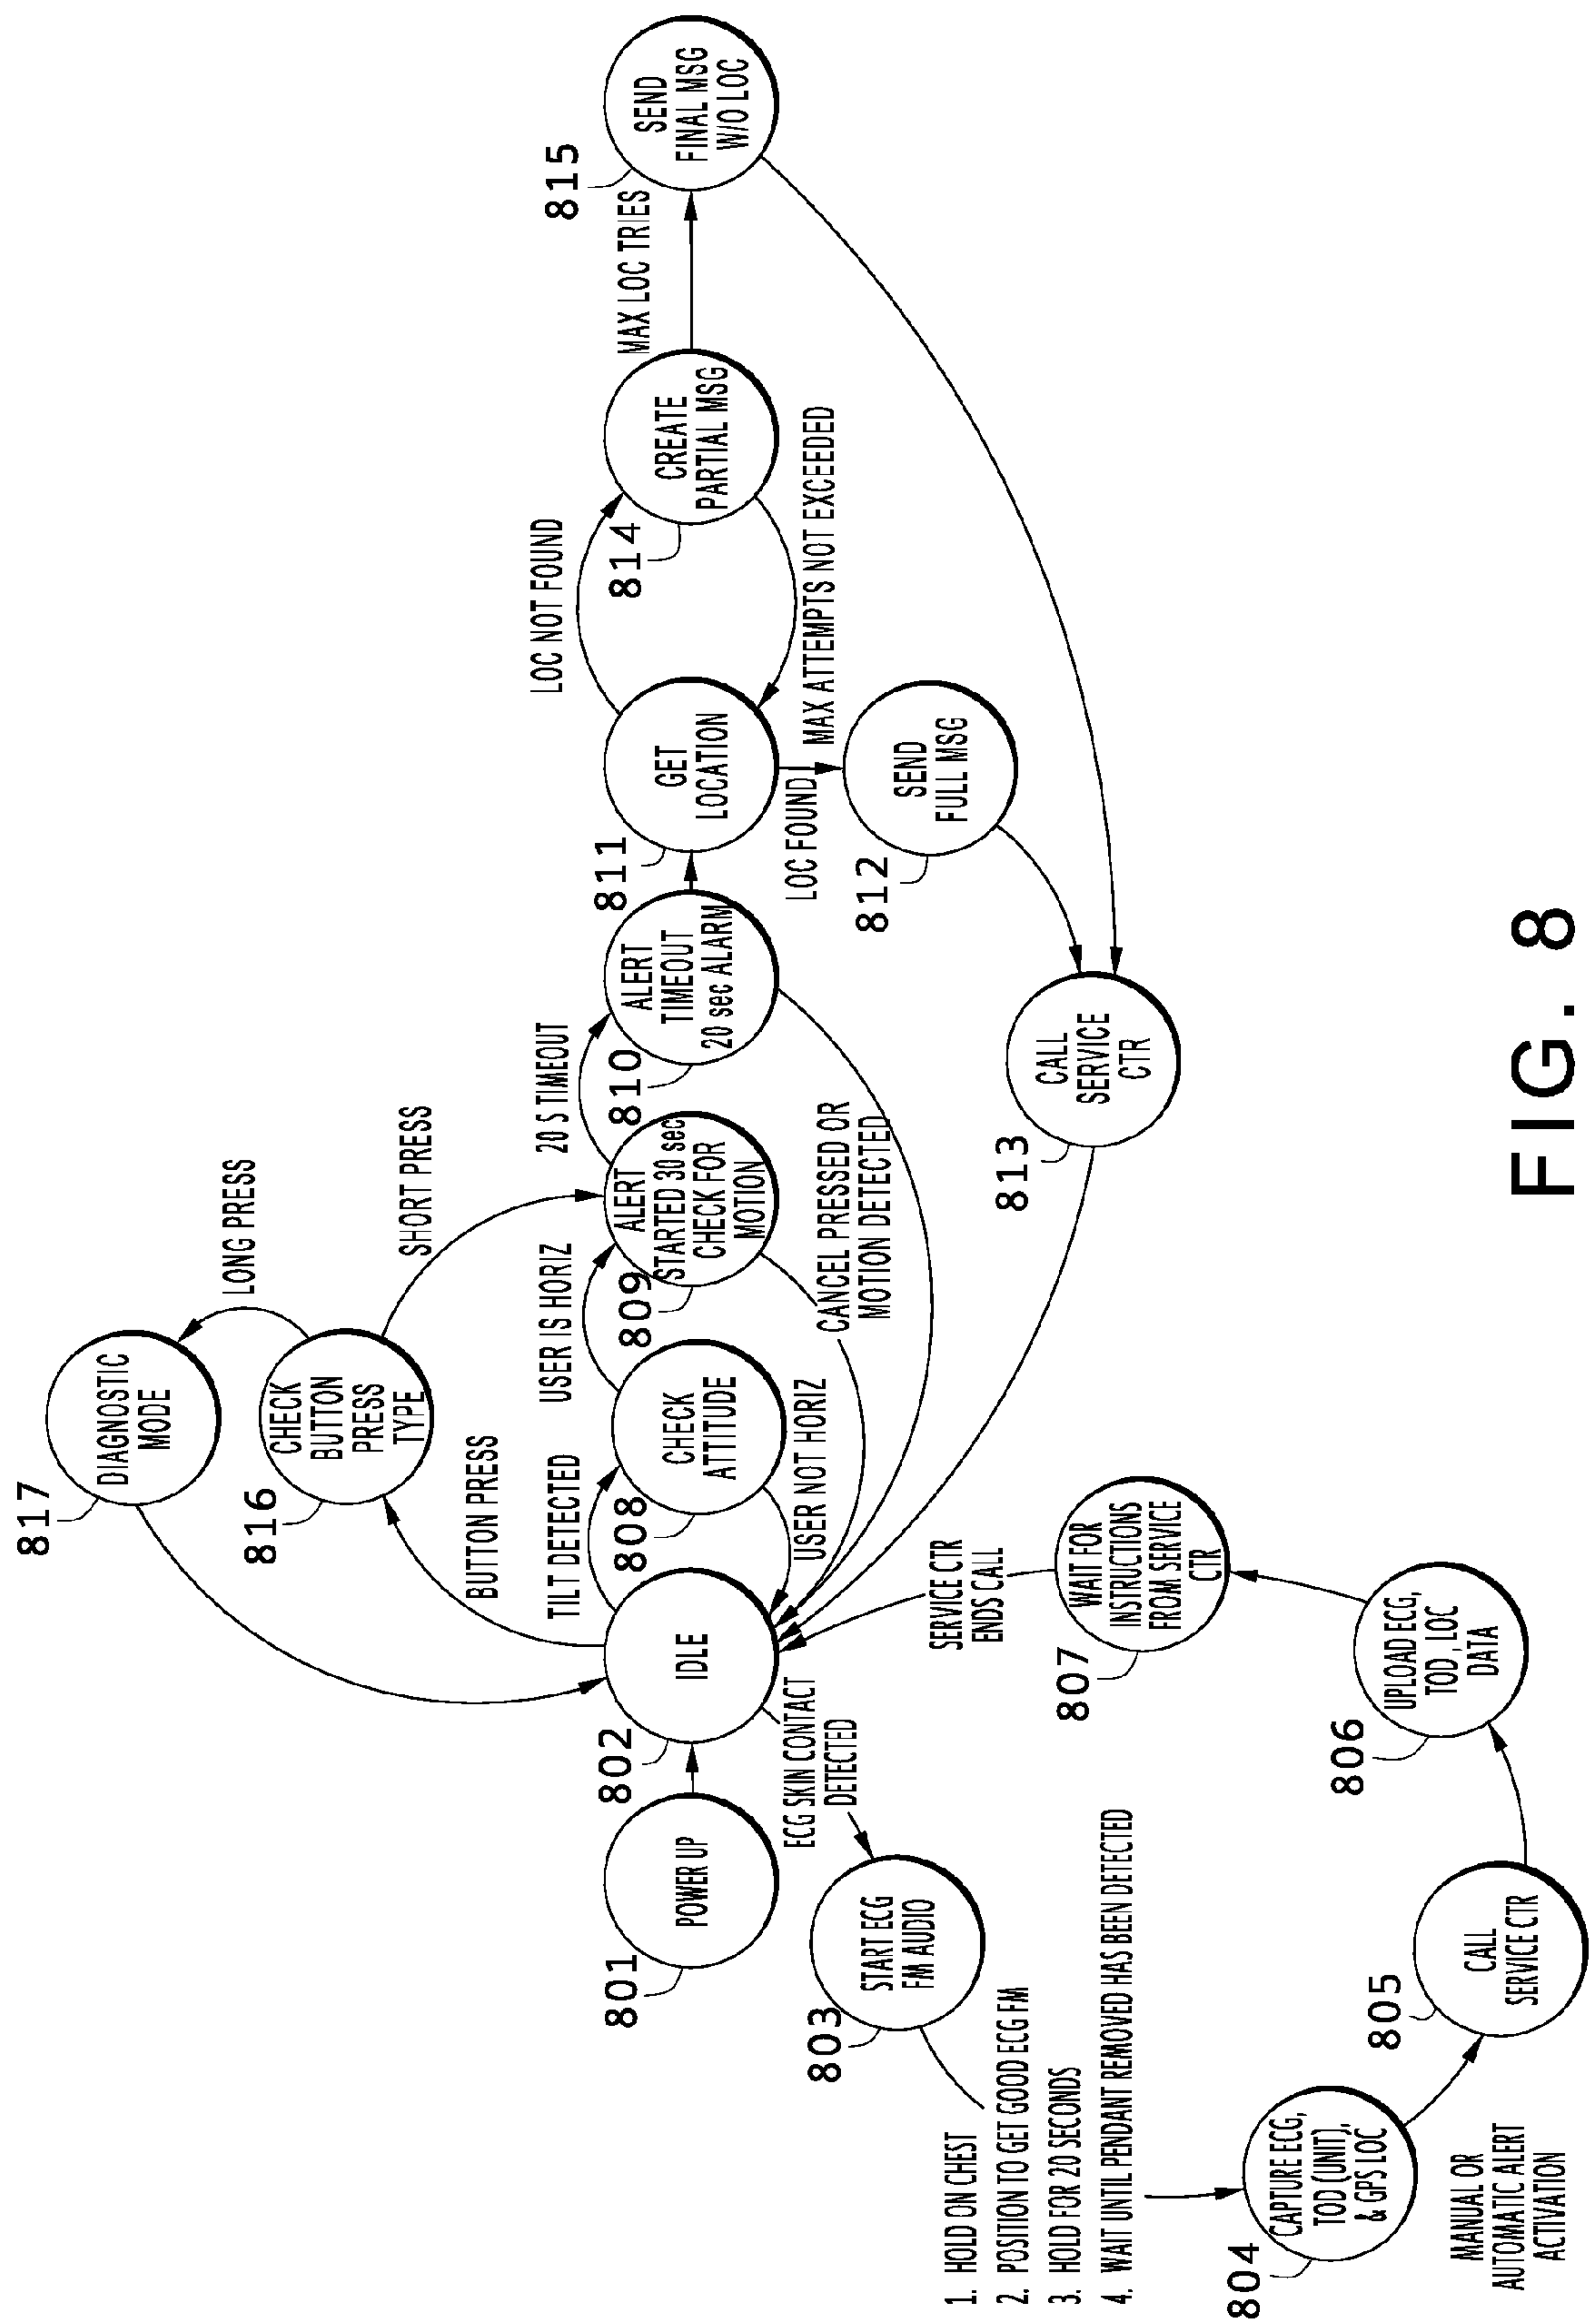 817
DIAGNOSTIC
MODE
LONG PRESS
816
CHECK
BUTTON
PRESS
TYPE
SHORT PRESS
BUTTON PRESS
801
POWER UP
802
IDLE
TILT DETECTED
808
CHECK
ATTITUDE
USER NOT HORIZ
USER IS HORIZ
809
ALERT
STARTED 30 sec
CHECK FOR
MOTION
20 S TIMEOUT
810
ALERT
TIMEOUT
20 sec ALARM
CANCEL PRESSED OR
MOTION DETECTED
811
GET
LOCATION
LOC NOT FOUND
814
CREATE
PARTIAL MSG
MAX ATTEMPTS NOT EXCEEDED
MAX LOC TRIES
815
SEND
FINAL MSG
W/O LOC
LOC FOUND
812
SEND
FULL MSG
813
CALL
SERVICE
CTR
ECG SKIN CONTACT
DETECTED
803
START ECG
FM AUDIO
1. HOLD ON CHEST
2. POSITION TO GET GOOD ECG FM
3. HOLD FOR 20 SECONDS
4. WAIT UNTIL PENDANT REMOVED HAS BEEN DETECTED
804
CAPTURE ECG,
TOD (UNIT),
& GPS LOC
MANUAL OR
AUTOMATIC ALERT
ACTIVATION
805
CALL
SERVICE CTR
806
UPLOAD ECG,
TOD, LOC
DATA
807
WAIT FOR
INSTRUCTIONS
FROM SERVICE
CTR
SERVICE CTR
ENDS CALL
FIG. 8